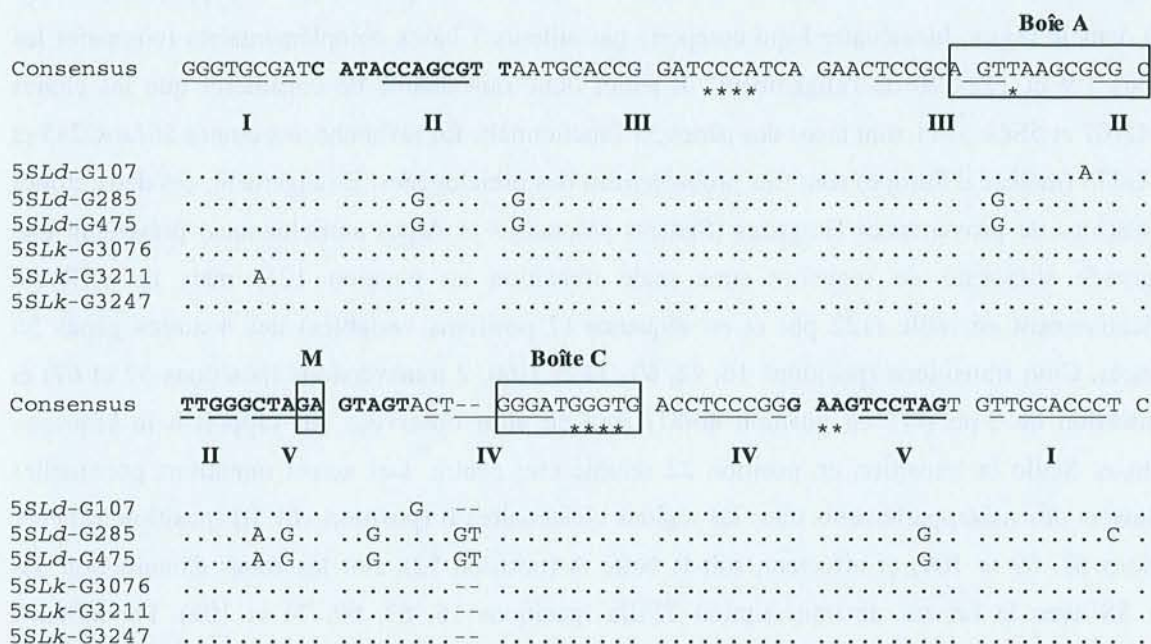 Boîe A
Consensus GGGTGCGATC ATACCAGCGT TAATGCACCG GATCCCATCA GAACTCCGCA GTTAAGCGCG C
**** *
I II III III II
5SLd-G107 .......... .......... .......... .......... .......... .......A.. .
5SLd-G285 .......... .....G.... .G........ .......... .......... .G........ .
5SLd-G475 .......... .....G.... .G........ .......... .......... .G........ .
5SLk-G3076 .......... .......... .......... .......... .......... .......... .
5SLk-G3211 .....A.... .......... .......... .......... .......... .......... .
5SLk-G3247 .......... .......... .......... .......... .......... .......... .
M Boîte C
Consensus TTGGGCTAGA GTAGTACT-- GGGATGGGTG ACCTCCCGGG AAGTCCTAGT GTTGCACCCT C
**** **
II V IV IV V I
5SLd-G107 .......... .....G..-- .......... .......... .......... .......... .
5SLd-G285 .....A.G.. ..G.....GT .......... .......... .......G.. .........C .
5SLd-G475 .....A.G.. ..G.....GT .......... .......... .......G.. .......... .
5SLk-G3076 .......... ........-- .......... .......... .......... .......... .
5SLk-G3211 .......... ........-- .......... .......... .......... .......... .
5SLk-G3247 .......... ........-- .......... .......... .......... .......... .